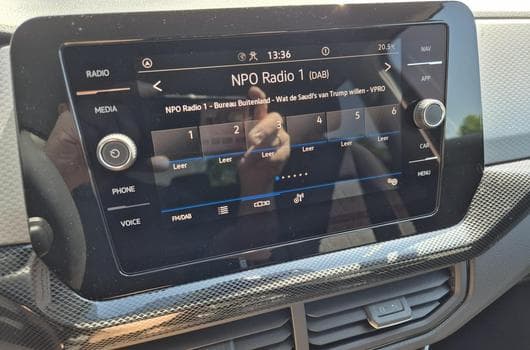 13:36
20.5
NPO Radio 1 (DAB)
NPO Radio 1 - Bureau Buitenland - Wat de Saudi's van Trump willen - VPRO
1 2 3 4 5 6
Leer Leer Leer Leer Leer Leer
FM/DAB
RADIO
MEDIA
PHONE
VOICE
NAV
APP
CAR
MENU